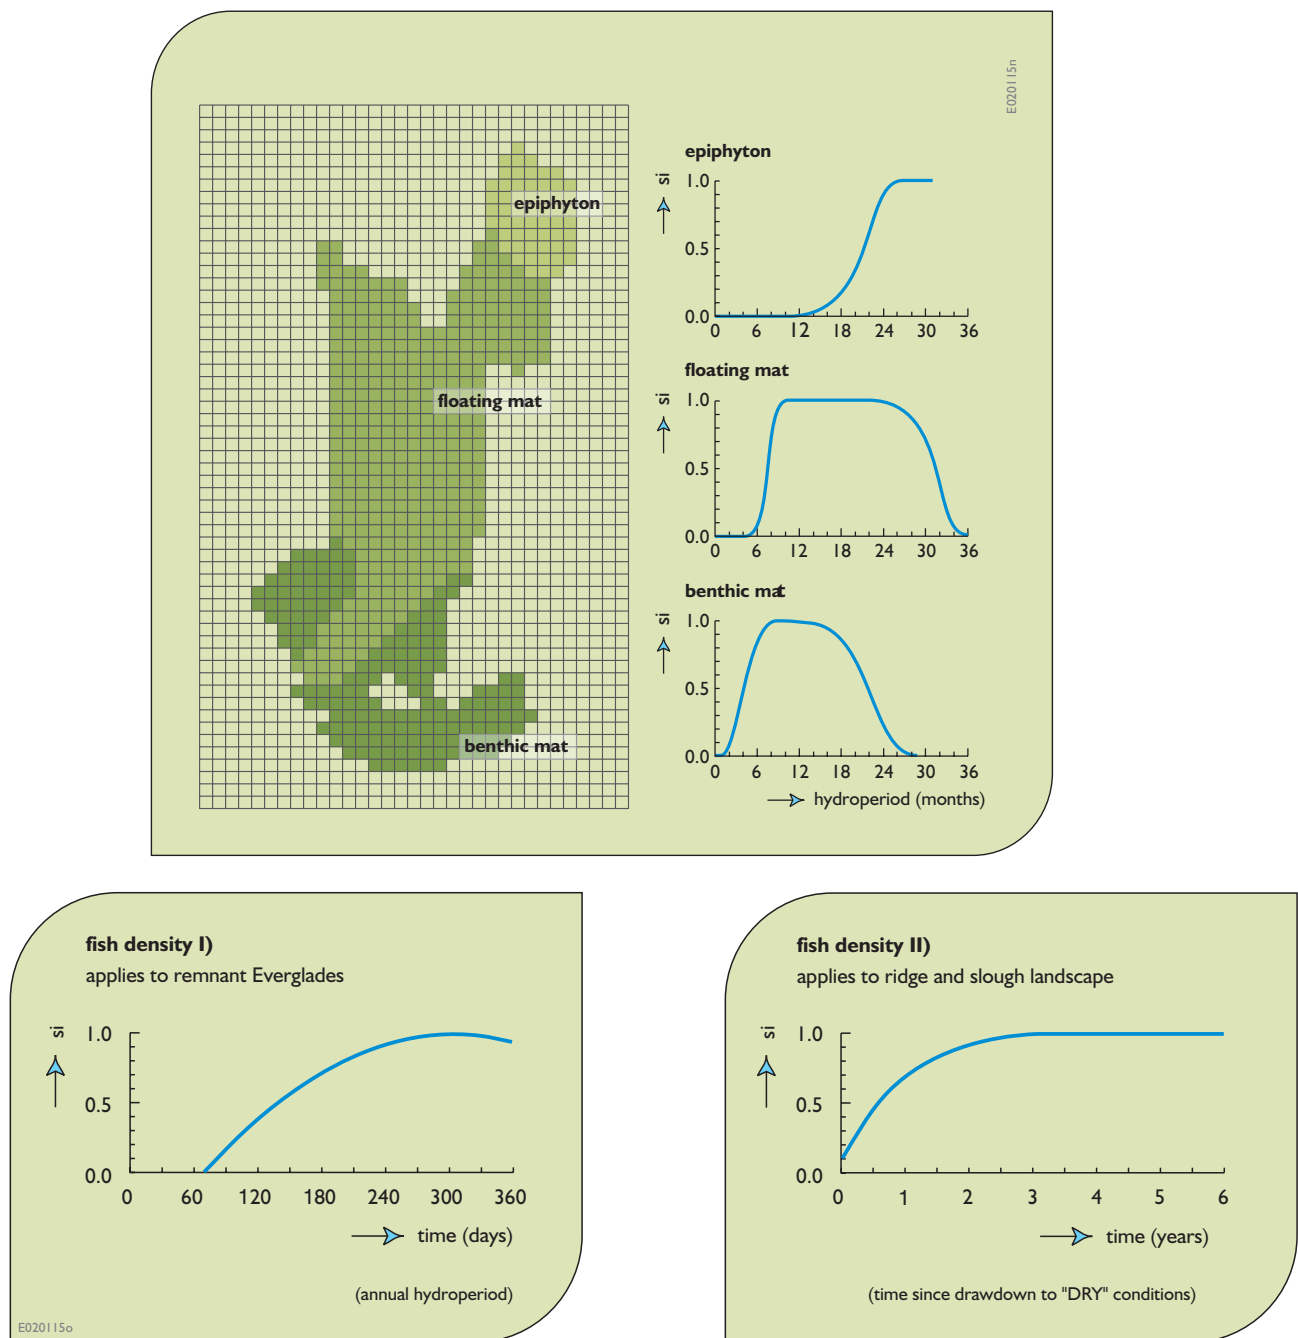 E020115n
epiphyton
floating mat
benthic mat
epiphyton
si
1.0
0.5
0.0
0 6 12 18 24 30 36
floating mat
si
1.0
0.5
0.0
0 6 12 18 24 30 36
benthic mat
si
1.0
0.5
0.0
0 6 12 18 24 30 36
hydroperiod (months)
fish density I)
applies to remnant Everglades
si
1.0
0.5
0.0
0 60 120 180 240 300 360
time (days)
(annual hydroperiod)
E020115o
fish density II)
applies to ridge and slough landscape
si
1.0
0.5
0.0
0 1 2 3 4 5 6
time (years)
(time since drawdown to "DRY" conditions)